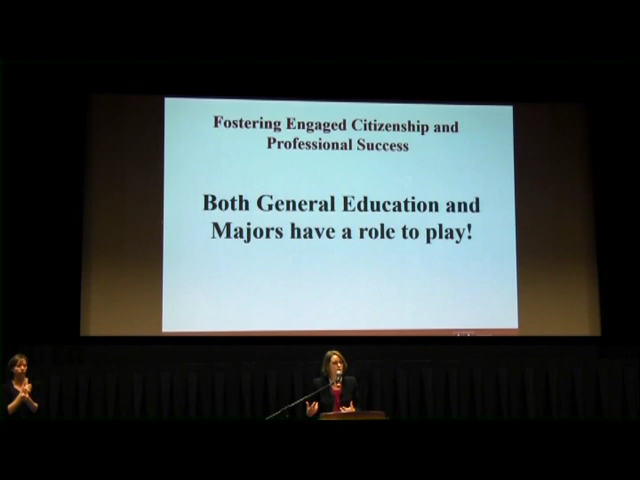 Fostering Engaged Citizenship and
Professional Success
Both General Education and
Majors have a role to play!